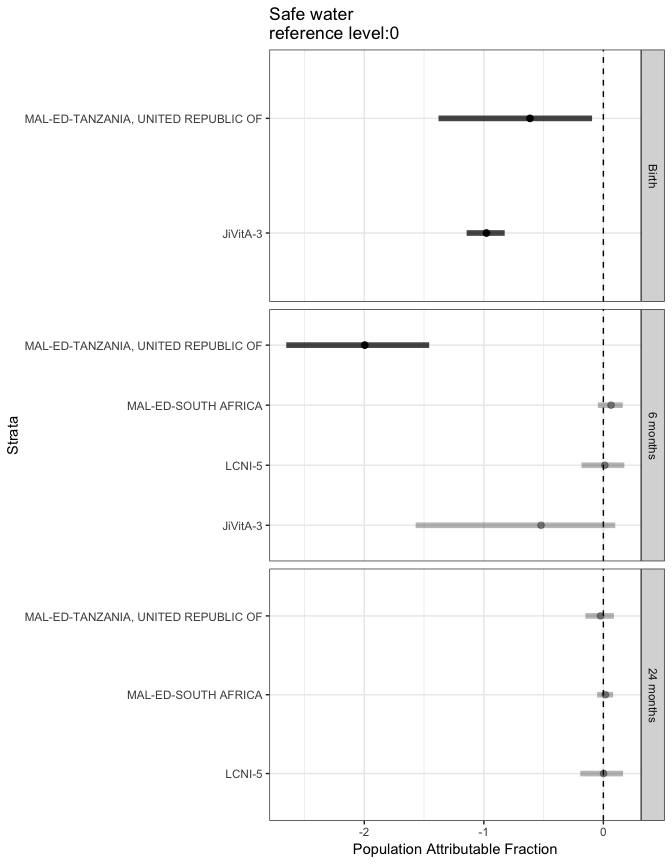 Safe water
reference level:0
MAL-ED-TANZANIA, UNITED REPUBLIC OF
JiVitA-3
Birth
MAL-ED-TANZANIA, UNITED REPUBLIC OF
MAL-ED-SOUTH AFRICA
LCNI-5
JiVitA-3
6 months
MAL-ED-TANZANIA, UNITED REPUBLIC OF
MAL-ED-SOUTH AFRICA
LCNI-5
24 months
Strata
-2 -1 0
Population Attributable Fraction